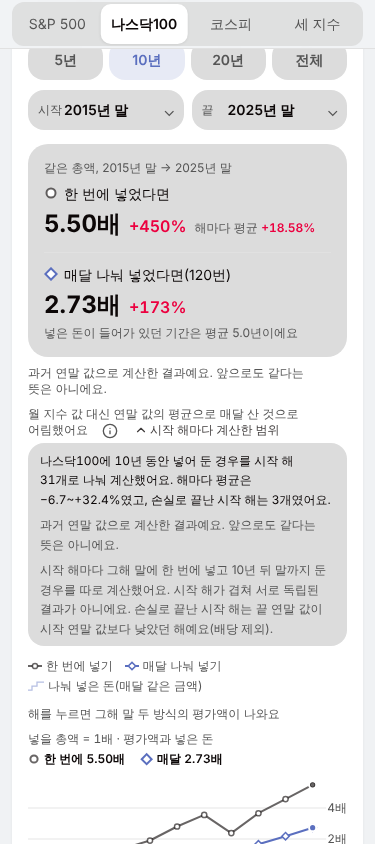 S&P 500 나스닥100 코스피 세 지수
5년 10년 20년 전체
시작 2015년 말 끝 2025년 말
같은 총액, 2015년 말 → 2025년 말
한 번에 넣었다면
5.50배 +450% 해마다 평균 +18.58%
매달 나눠 넣었다면(120번)
2.73배 +173%
넣은 돈이 들어가 있던 기간은 평균 5.0년이에요
과거 연말 값으로 계산한 결과예요. 앞으로도 같다는
뜻은 아니에요.
월 지수 값 대신 연말 값의 평균으로 매달 산 것으로
어림했어요 시작 해마다 계산한 범위
나스닥100에 10년 동안 넣어 둔 경우를 시작 해
31개로 나눠 계산했어요. 해마다 평균은
−6.7~+32.4%였고, 손실로 끝난 시작 해는 3개였어요.
과거 연말 값으로 계산한 결과예요. 앞으로도 같다는
뜻은 아니에요.
시작 해마다 그해 말에 한 번에 넣고 10년 뒤 말까지 둔
경우를 따로 계산했어요. 시작 해가 겹쳐 서로 독립된
결과가 아니에요. 손실로 끝난 시작 해는 끝 연말 값이
시작 연말 값보다 낮았던 해예요(배당 제외).
한 번에 넣기 매달 나눠 넣기
나눠 넣은 돈(매달 같은 금액)
해를 누르면 그해 말 두 방식의 평가액이 나와요
넣을 총액 = 1배 · 평가액과 넣은 돈
한 번에 5.50배 매달 2.73배
4배
2배